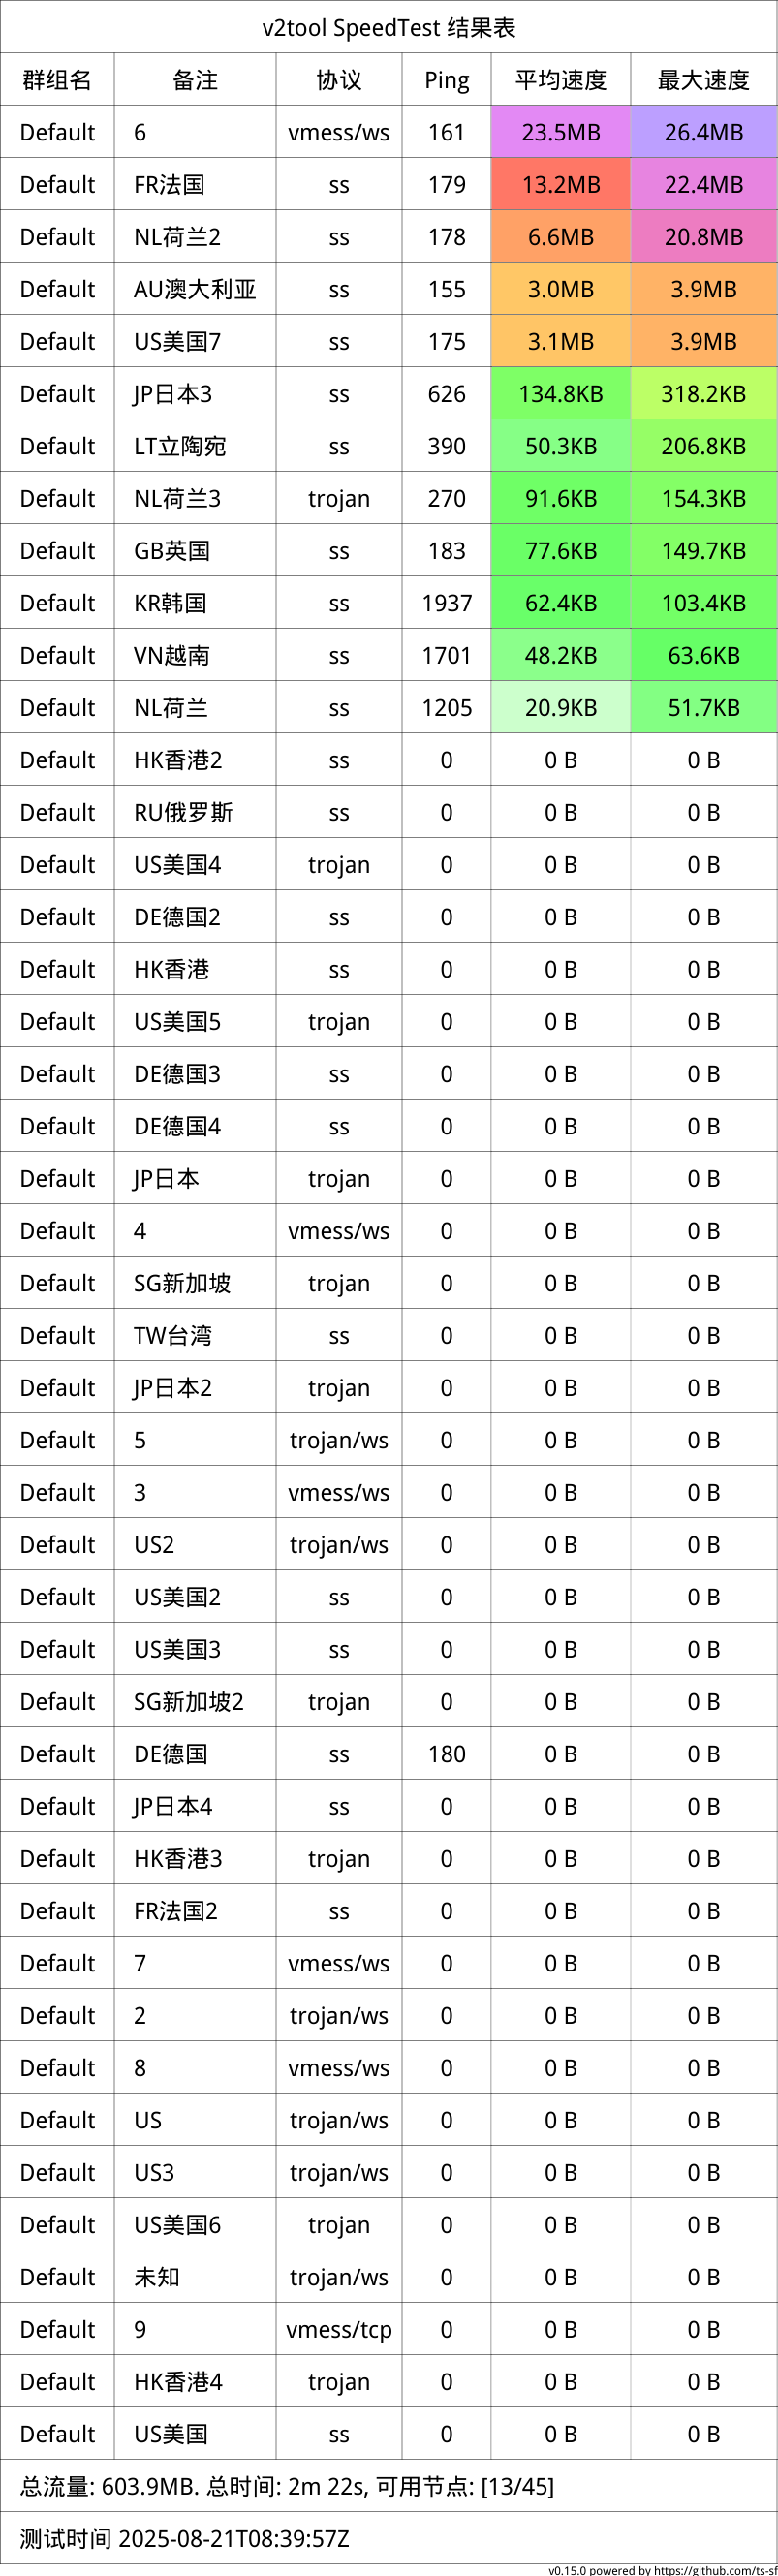 v2tool SpeedTest 结果表
群组名 备注 协议 Ping 平均速度 最大速度
Default 6 vmess/ws 161 23.5MB 26.4MB
Default FR法国 ss 179 13.2MB 22.4MB
Default NL荷兰2 ss 178 6.6MB 20.8MB
Default AU澳大利亚 ss 155 3.0MB 3.9MB
Default US美国7 ss 175 3.1MB 3.9MB
Default JP日本3 ss 626 134.8KB 318.2KB
Default LT立陶宛 ss 390 50.3KB 206.8KB
Default NL荷兰3 trojan 270 91.6KB 154.3KB
Default GB英国 ss 183 77.6KB 149.7KB
Default KR韩国 ss 1937 62.4KB 103.4KB
Default VN越南 ss 1701 48.2KB 63.6KB
Default NL荷兰 ss 1205 20.9KB 51.7KB
Default HK香港2 ss 0 0 B 0 B
Default RU俄罗斯 ss 0 0 B 0 B
Default US美国4 trojan 0 0 B 0 B
Default DE德国2 ss 0 0 B 0 B
Default HK香港 ss 0 0 B 0 B
Default US美国5 trojan 0 0 B 0 B
Default DE德国3 ss 0 0 B 0 B
Default DE德国4 ss 0 0 B 0 B
Default JP日本 trojan 0 0 B 0 B
Default 4 vmess/ws 0 0 B 0 B
Default SG新加坡 trojan 0 0 B 0 B
Default TW台湾 ss 0 0 B 0 B
Default JP日本2 trojan 0 0 B 0 B
Default 5 trojan/ws 0 0 B 0 B
Default 3 vmess/ws 0 0 B 0 B
Default US2 trojan/ws 0 0 B 0 B
Default US美国2 ss 0 0 B 0 B
Default US美国3 ss 0 0 B 0 B
Default SG新加坡2 trojan 0 0 B 0 B
Default DE德国 ss 180 0 B 0 B
Default JP日本4 ss 0 0 B 0 B
Default HK香港3 trojan 0 0 B 0 B
Default FR法国2 ss 0 0 B 0 B
Default 7 vmess/ws 0 0 B 0 B
Default 2 trojan/ws 0 0 B 0 B
Default 8 vmess/ws 0 0 B 0 B
Default US trojan/ws 0 0 B 0 B
Default US3 trojan/ws 0 0 B 0 B
Default US美国6 trojan 0 0 B 0 B
Default 未知 trojan/ws 0 0 B 0 B
Default 9 vmess/tcp 0 0 B 0 B
Default HK香港4 trojan 0 0 B 0 B
Default US美国 ss 0 0 B 0 B
总流量: 603.9MB. 总时间: 2m 22s, 可用节点: [13/45]
测试时间 2025-08-21T08:39:57Z
v0.15.0 powered by https://github.com/ts-sf